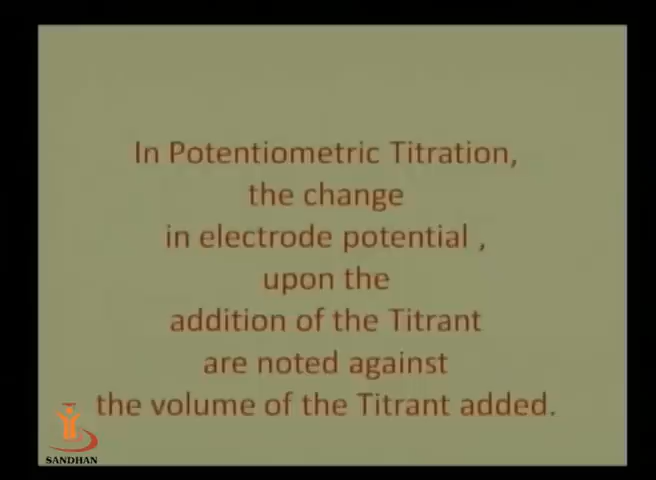 In Potentiometric Titration,
the change
in electrode potential ,
upon the
addition of the Titrant
are noted against
the volume of the Titrant added.
SANDHAN